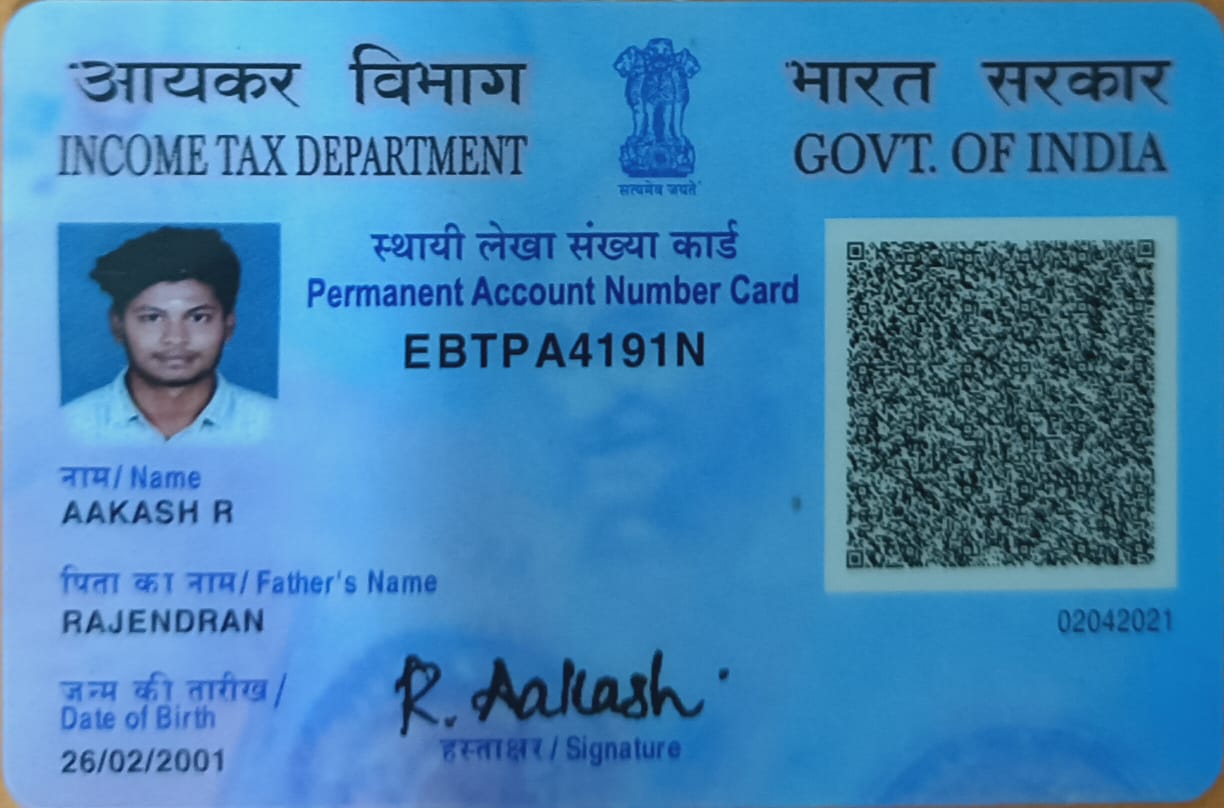 आयकर विभाग
INCOME TAX DEPARTMENT
सत्यमेव जयते
भारत सरकार
GOVT. OF INDIA
स्थायी लेखा संख्या कार्ड
Permanent Account Number Card
EBTPA4191N
नाम/ Name
AAKASH R
पिता का नाम/ Father's Name
RAJENDRAN
02042021
जन्म की तारीख/
Date of Birth
26/02/2001
R. Aakash
हस्ताक्षर / Signature